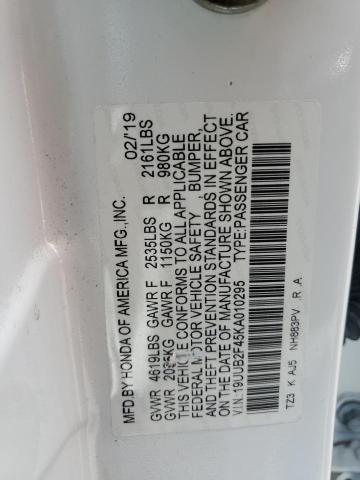 MFD.BY HONDA OF AMERICA MFG.,INC. 02/'19
GVWR 4619LBS GAWR F 2535LBS R 2161LBS
GVWR 2095KG GAWR F 1150KG R 980KG
THIS VEHICLE CONFORMS TO ALL APPLICABLE
FEDERAL MOTOR VEHICLE SAFETY BUMPER,
AND THEFT PREVENTION STANDARDS IN EFFECT
ON THE DATE OF MANUFACTURE SHOWN ABOVE.
V.I.N.:19UUB2F45KA010295 TYPE:PASSENGER CAR
TZ3 K AJ5 NH883PV R A